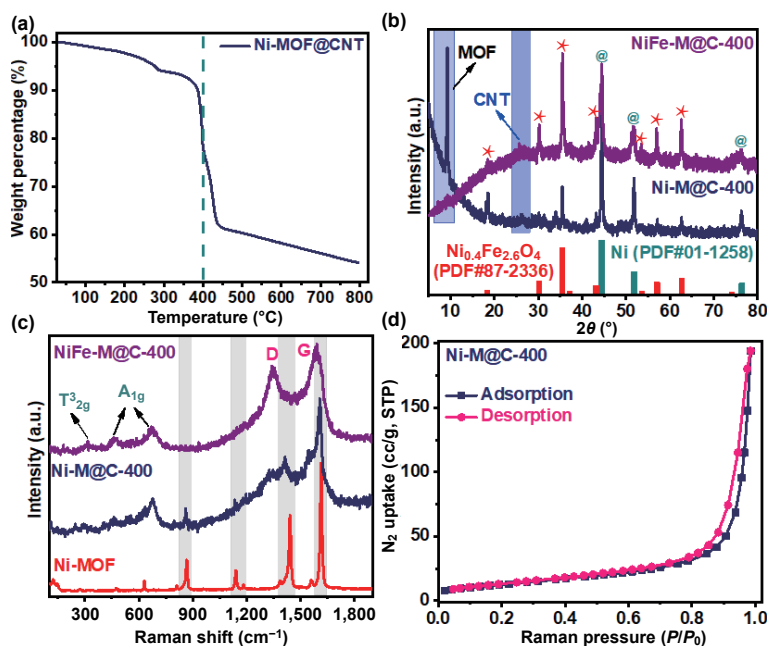 (a)
Ni-MOF@CNT
Weight percentage (%)
100
90
80
70
60
50
100 200 300 400 500 600 700 800
Temperature (°C)
(b)
NiFe-M@C-400
MOF
CNT
@
@
@
Ni-M@C-400
Ni0.4Fe2.6O4
(PDF#87-2336)
Ni (PDF#01-1258)
Intensity (a.u.)
10 20 30 40 50 60 70 80
2θ (°)
(c)
NiFe-M@C-400
D
G
T³2g
A1g
Ni-M@C-400
Ni-MOF
Intensity (a.u.)
300 900 1,500 600 1,200 1,800
Raman shift (cm⁻¹)
(d)
Ni-M@C-400
Adsorption
Desorption
N2 uptake (cc/g, STP)
200
150
100
50
0
0.0 0.2 0.4 0.6 0.8 1.0
Raman pressure (P/P0)